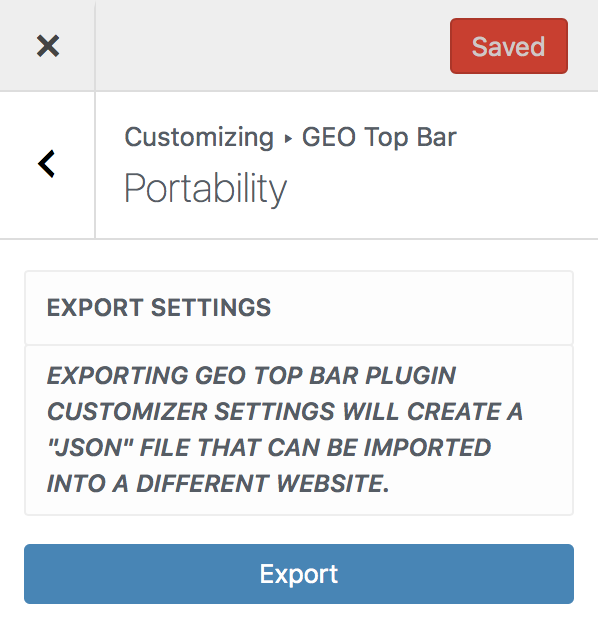 Saved
Customizing ▸ GEO Top Bar
Portability
EXPORT SETTINGS
EXPORTING GEO TOP BAR PLUGIN
CUSTOMIZER SETTINGS WILL CREATE A
"JSON" FILE THAT CAN BE IMPORTED
INTO A DIFFERENT WEBSITE.
Export